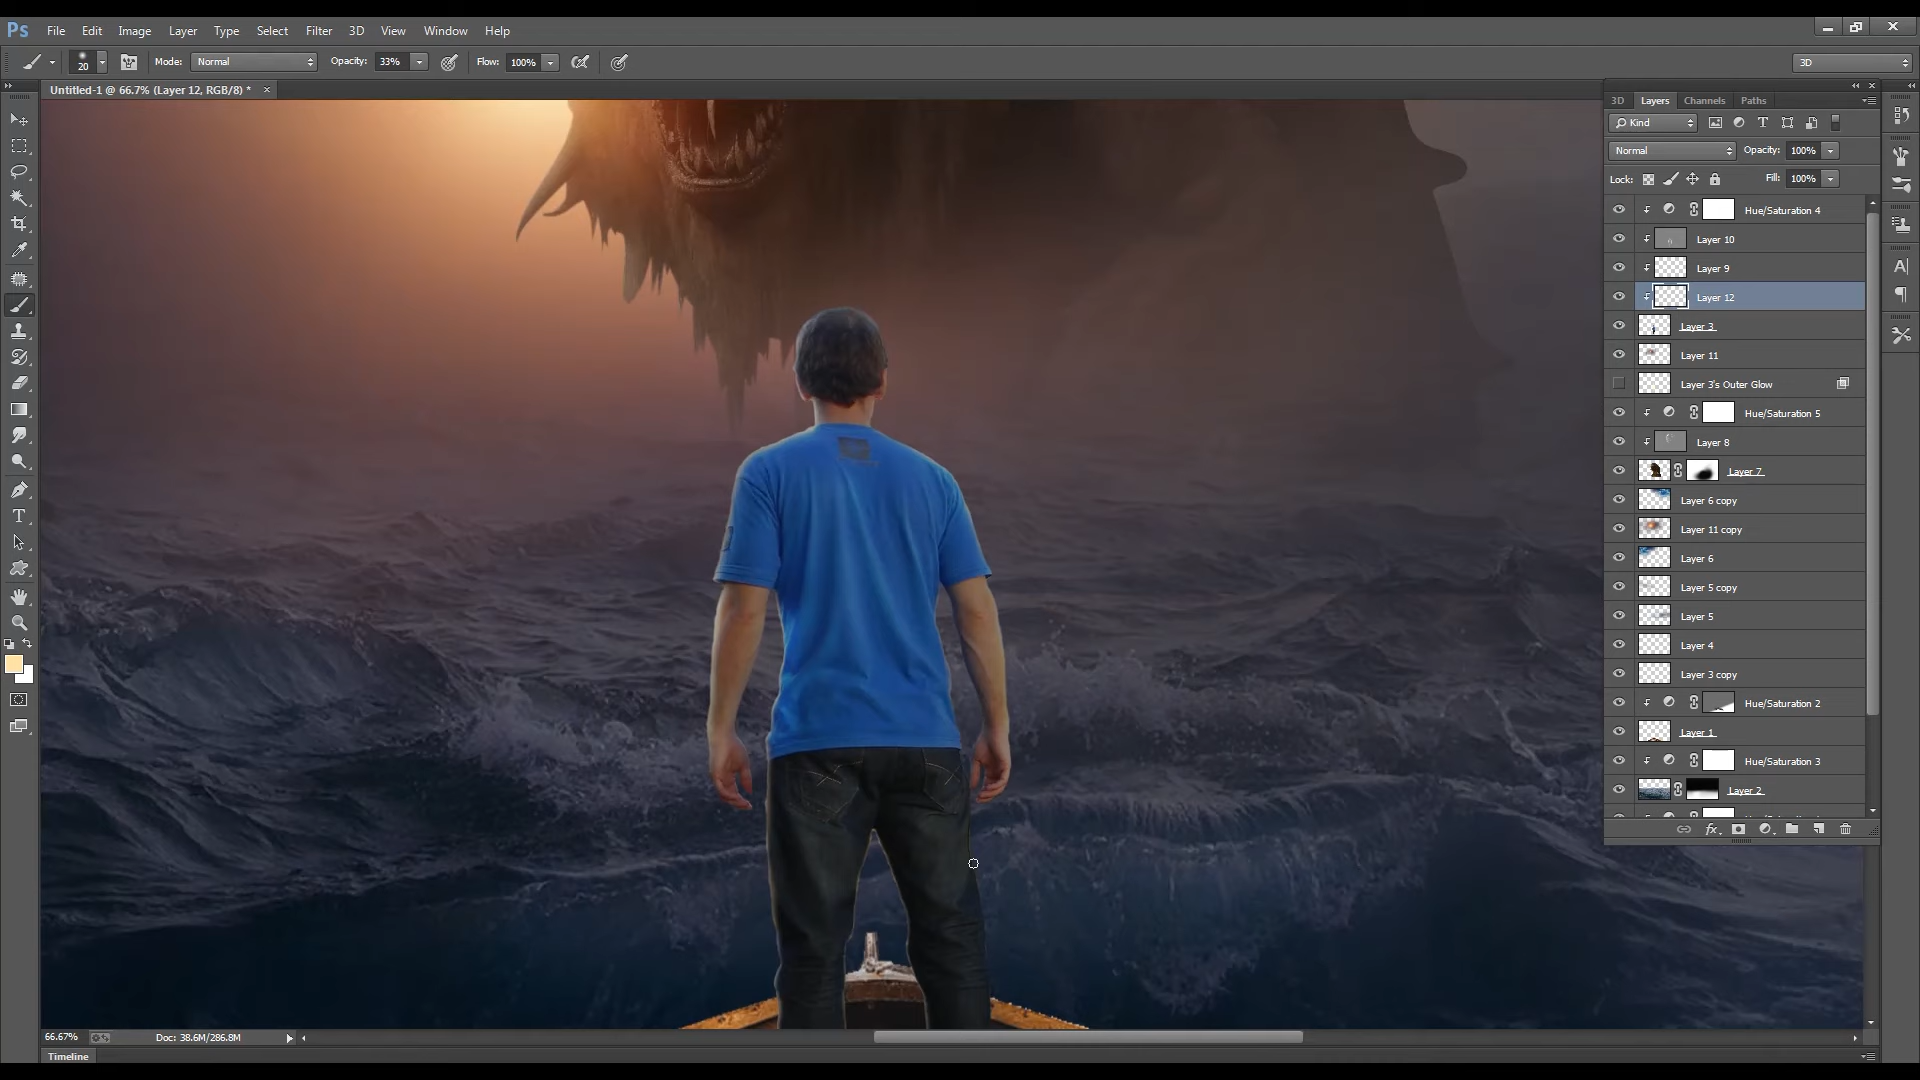 Ps File Edit Image Layer Type Select Filter 3D View Window Help
20 Mode: Normal Opacity: 33% Flow: 100% 3D
Untitled-1 @ 66.7% (Layer 12, RGB/8) * ×
3D Layers Channels Paths
Kind
Normal Opacity: 100%
Lock: Fill: 100%
Hue/Saturation 4
Layer 10
Layer 9
Layer 12
Layer 3
Layer 11
Layer 3's Outer Glow
Hue/Saturation 5
Layer 8
Layer 7
Layer 6 copy
Layer 11 copy
Layer 6
Layer 5 copy
Layer 5
Layer 4
Layer 3 copy
Hue/Saturation 2
Layer 1
Hue/Saturation 3
Layer 2
66.67% Doc: 38.6M/286.8M
Timeline